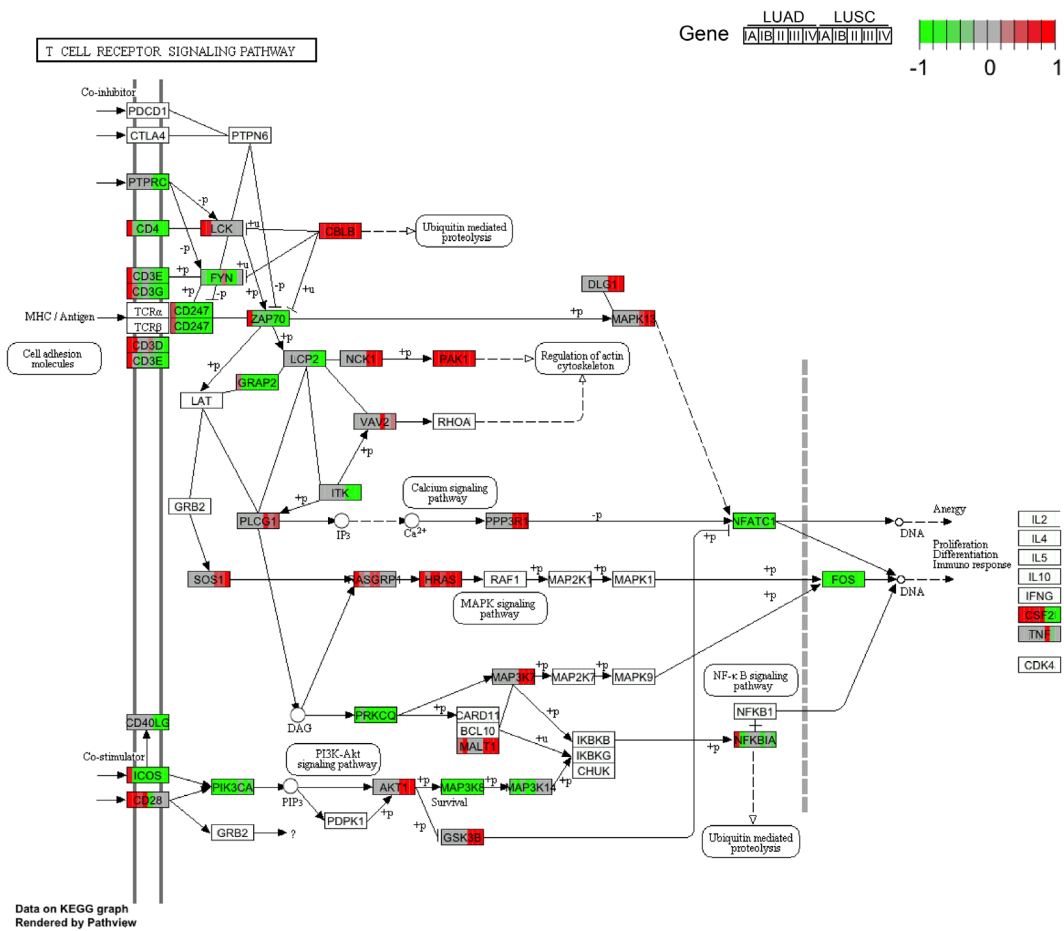 LUAD LUSC
Gene IA IB II III IV IA IB II III IV
-1 0 1
T CELL RECEPTOR SIGNALING PATHWAY
Co-inhibitor
PDCD1
CTLA4 PTPN6
PTPRC
-p
CD4 LCK +u CBLB Ubiquitin mediated
proteolysis
-p
CD3E +p FYN +u
CD3G +p -p -p +u DLG1
MHC / Antigen TCRα CD247 ZAP70 +p MAPK13
TCRβ CD247
+p
Cell adhesion
molecules
CD3D
CD3E
+p LCP2 NCK1 +p PAK1 Regulation of actin
cytoskeleton
GRAP2
LAT
VAV2 RHOA
+p
ITK Calcium signaling
pathway
GRB2 +p
PLCG1 IP3 Ca2+ PPP3R1 -p NFATC1 DNA Anergy
+p
Proliferation
Differentiation
Immuno response
SOS1 RASGRP1 HRAS RAF1 +p MAP2K1 +p MAPK1 +p FOS DNA
MAPK signaling
pathway
+p
IL2
IL4
IL5
IL10
IFNG
CSF2
TNF
CDK4
MAP3K7 +p MAP2K7 +p MAPK9 NF-κB signaling
pathway
DAG PRKCQ +p CARD11 +p NFKB1
BCL10
MALT1 +u IKBKB +p NFKBIA
IKBKG
CHUK
CD40LG
Co-stimulator PI3K-Akt
signaling pathway
ICOS PIK3CA PIP3 AKT1 +p MAP3K8 +p MAP3K14 +p
Survival
CD28 PDPK1 +p
GRB2 ? +p GSK3B Ubiquitin mediated
proteolysis
Data on KEGG graph
Rendered by Pathview